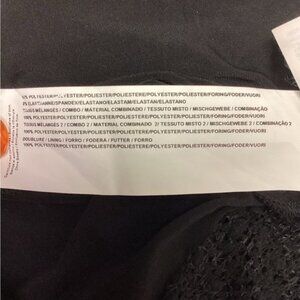 POLYESTER/POLYESTER/POLIESTERE/POLYESTER/POLIESTER/FORING/FODER/VUORI
ELASTHANNE/SPANDEX/ELASTANO/ELASTAN/ELASTAN/ELASTANO
TISSUS MÉLANGES / COMBO / MATERIAL COMBINADO / TESSUTO MISTO / MISCHGEWEBE / COMBINAÇÃO
100% POLYESTER/POLYESTER/POLIESTERE/POLYESTER/POLIESTER/FORING/FODER/VUORI
TISSUS MÉLANGES 2 / COMBO 2 / MATERIAL COMBINADO 2 / TESSUTO MISTO 2 / MISCHGEWEBE 2 / COMBINAÇÃO 2
100% POLYESTER/POLYESTER/POLIESTERE/POLYESTER/POLIESTER/FORING/FODER/VUORI
DOUBLURE / LINING / FORRO / FODERA / FUTTER / FORRO
100% POLYESTER/POLYESTER/POLIESTERE/POLYESTER/POLIESTER/FORING/FODER/VUORI